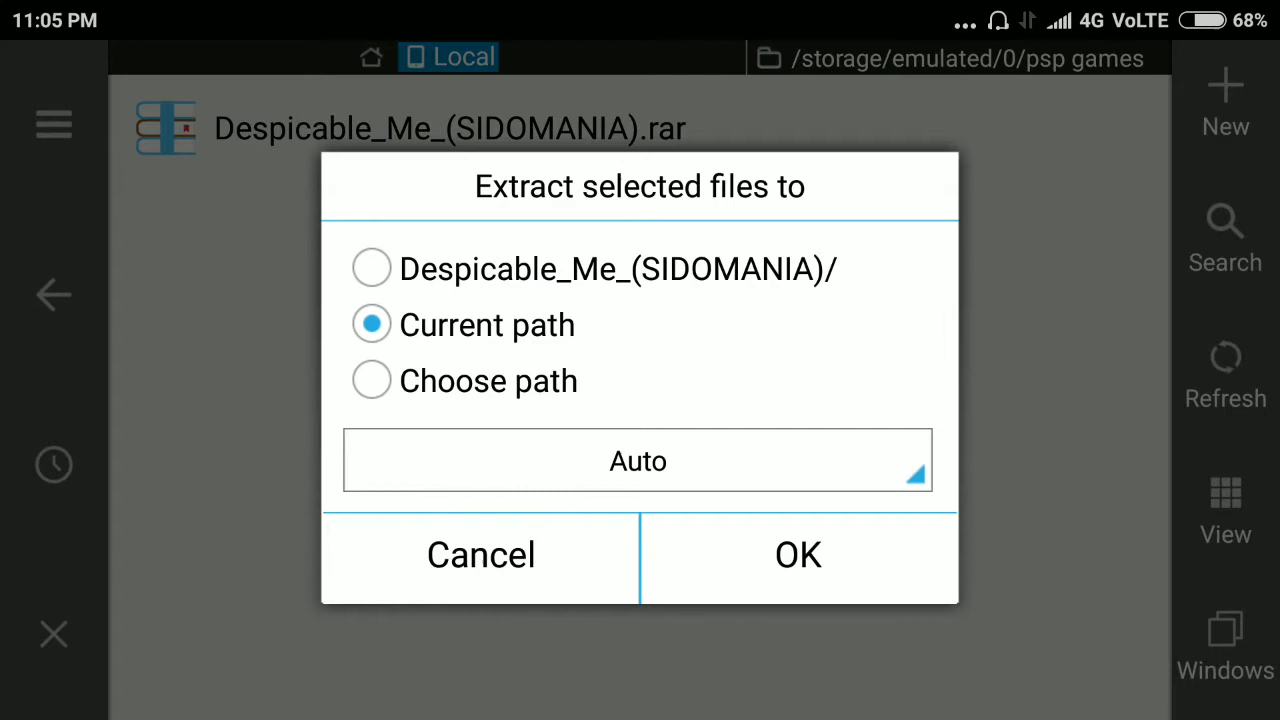 11:05 PM
... 4G VoLTE 68%
Local
/storage/emulated/0/psp games
Despicable_Me_(SIDOMANIA).rar
New
Search
Refresh
View
Windows
Extract selected files to
Despicable_Me_(SIDOMANIA)/
Current path
Choose path
Auto
Cancel
OK